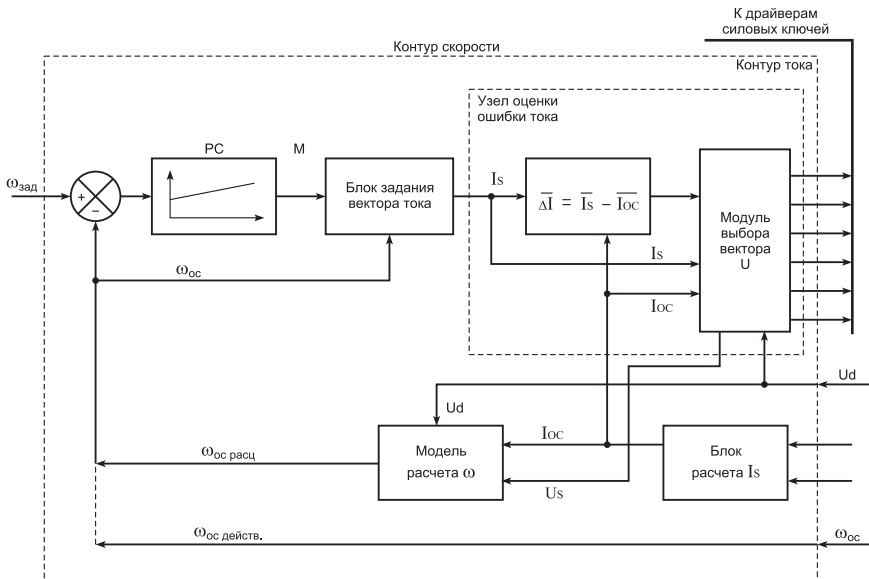 К драйверам
силовых ключей
Контур скорости
Контур тока
Узел оценки
ошибки тока
РС
М
ωзад
+
−
Блок задания
вектора тока
Is
ΔI = Is − Ioc
Модуль
выбора
вектора
U
Is
ωос
Ioc
Ud
Ud
Модель
расчета ω
Ioc
Блок
расчета Is
ωос расц
Us
ωос действ.
ωос